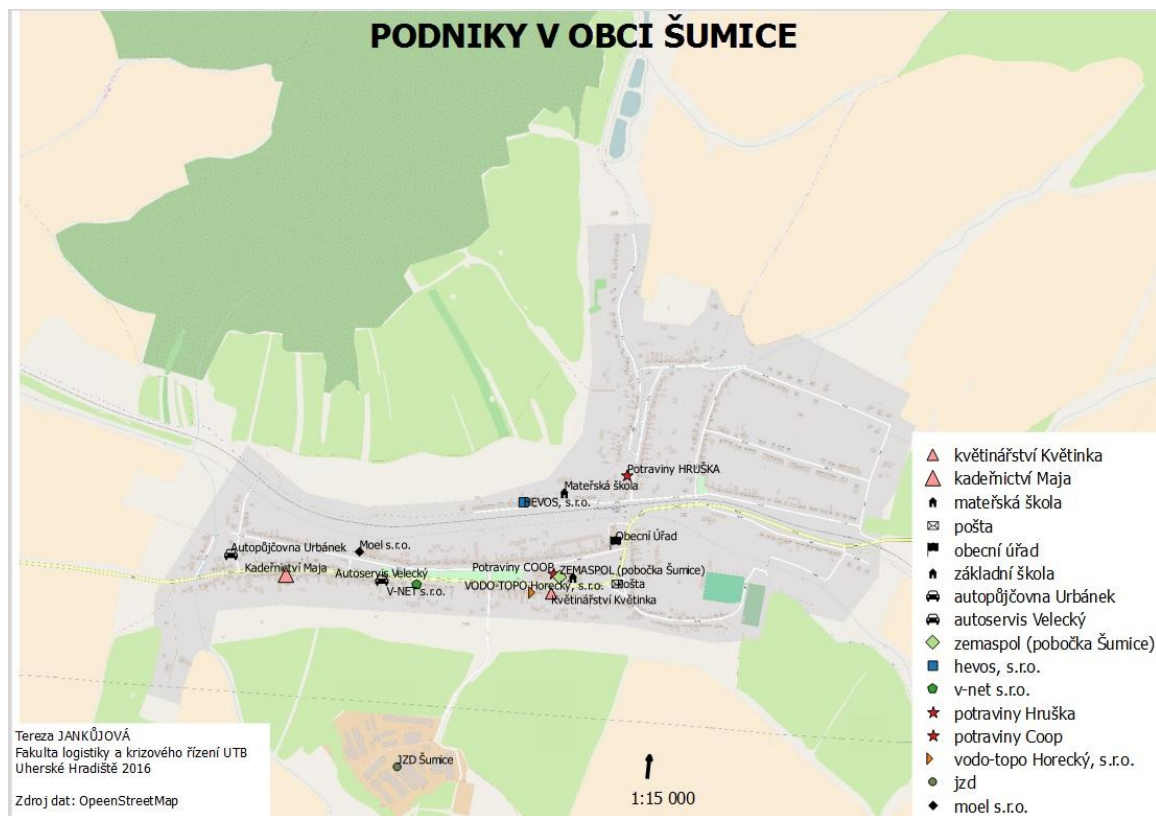 PODNIKY V OBCI ŠUMICE
Potraviny HRUŠKA
Mateřská škola
HEVOS, s.r.o.
Obecní Úřad
Autopůjčovna Urbánek
Moel s.r.o.
Kadeřnictví Maja
Autoservis Velecký
V-NET s.r.o.
Potraviny COOP
ZEMASPOL (pobočka Šumice)
VODO-TOPO Horecký, s.r.o.
Pošta
Květinářství Květinka
JZD Šumice
květinářství Květinka
kadeřnictví Maja
mateřská škola
pošta
obecní úřad
základní škola
autopůjčovna Urbánek
autoservis Velecký
zemaspol (pobočka Šumice)
hevos, s.r.o.
v-net s.r.o.
potraviny Hruška
potraviny Coop
vodo-topo Horecký, s.r.o.
jzd
moel s.r.o.
Tereza JANKŮJOVÁ
Fakulta logistiky a krizového řízení UTB
Uherské Hradiště 2016
Zdroj dat: OpeenStreetMap
1:15 000